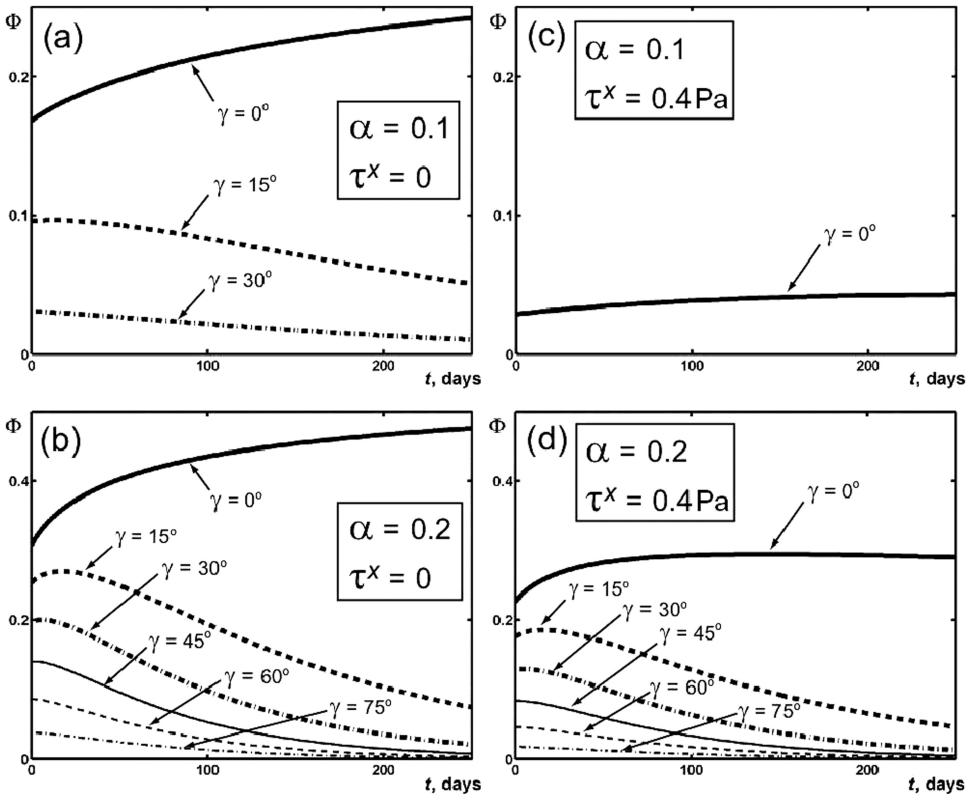 Φ
(a)
0.2
γ = 0°
α = 0.1
τˣ = 0
γ = 15°
0.1
γ = 30°
0
0
100
200
t, days
Φ
(c)
α = 0.1
τˣ = 0.4Pa
0.2
γ = 0°
0.1
0
0
100
200
t, days
Φ
(b)
0.4
γ = 0°
α = 0.2
τˣ = 0
γ = 15°
γ = 30°
0.2
γ = 45°
γ = 60°
γ = 75°
0
0
100
200
t, days
Φ
(d)
α = 0.2
τˣ = 0.4Pa
γ = 0°
0.4
γ = 15°
γ = 30°
γ = 45°
0.2
γ = 60°
γ = 75°
0
0
100
200
t, days